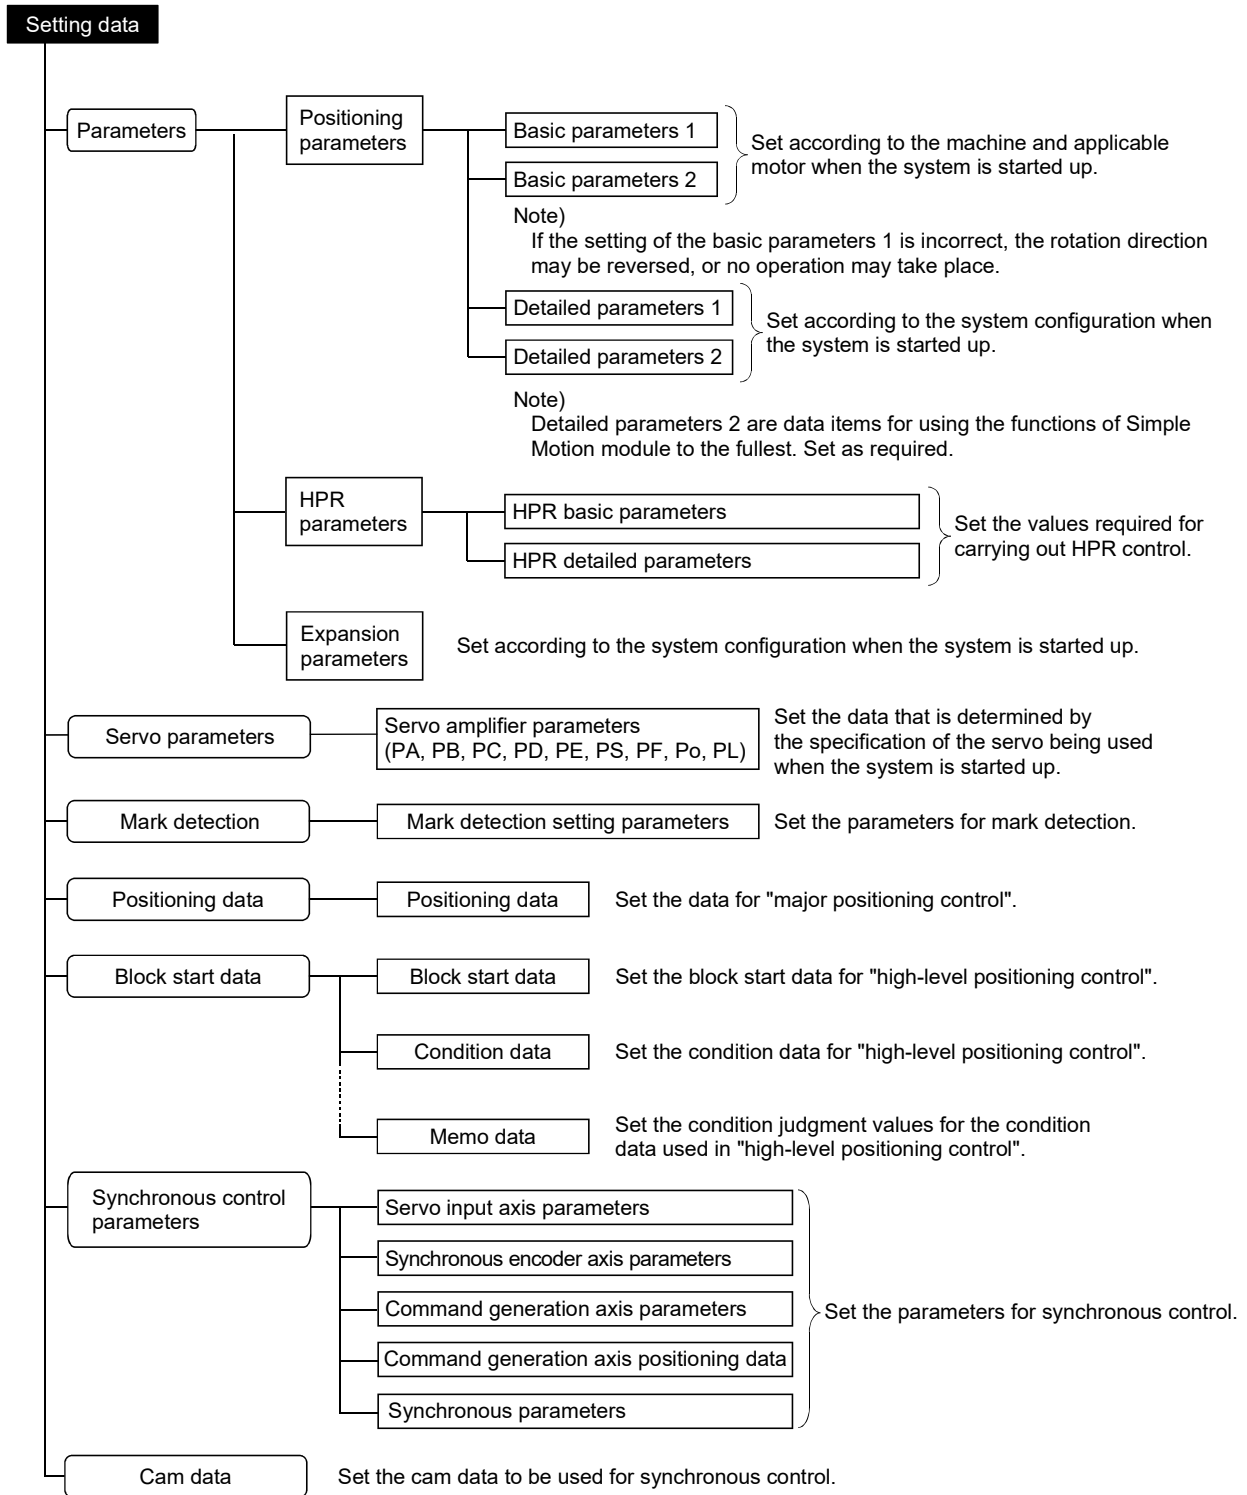 Setting data
Parameters
Positioning
parameters
Basic parameters 1
Basic parameters 2
Set according to the machine and applicable
motor when the system is started up.
Note)
If the setting of the basic parameters 1 is incorrect, the rotation direction
may be reversed, or no operation may take place.
Detailed parameters 1
Detailed parameters 2
Set according to the system configuration when
the system is started up.
Note)
Detailed parameters 2 are data items for using the functions of Simple
Motion module to the fullest. Set as required.
HPR
parameters
HPR basic parameters
HPR detailed parameters
Set the values required for
carrying out HPR control.
Expansion
parameters
Set according to the system configuration when the system is started up.
Servo parameters
Servo amplifier parameters
(PA, PB, PC, PD, PE, PS, PF, Po, PL)
Set the data that is determined by
the specification of the servo being used
when the system is started up.
Mark detection
Mark detection setting parameters
Set the parameters for mark detection.
Positioning data
Positioning data
Set the data for "major positioning control".
Block start data
Block start data
Set the block start data for "high-level positioning control".
Condition data
Set the condition data for "high-level positioning control".
Memo data
Set the condition judgment values for the condition
data used in "high-level positioning control".
Synchronous control
parameters
Servo input axis parameters
Synchronous encoder axis parameters
Command generation axis parameters
Command generation axis positioning data
Synchronous parameters
Set the parameters for synchronous control.
Cam data
Set the cam data to be used for synchronous control.